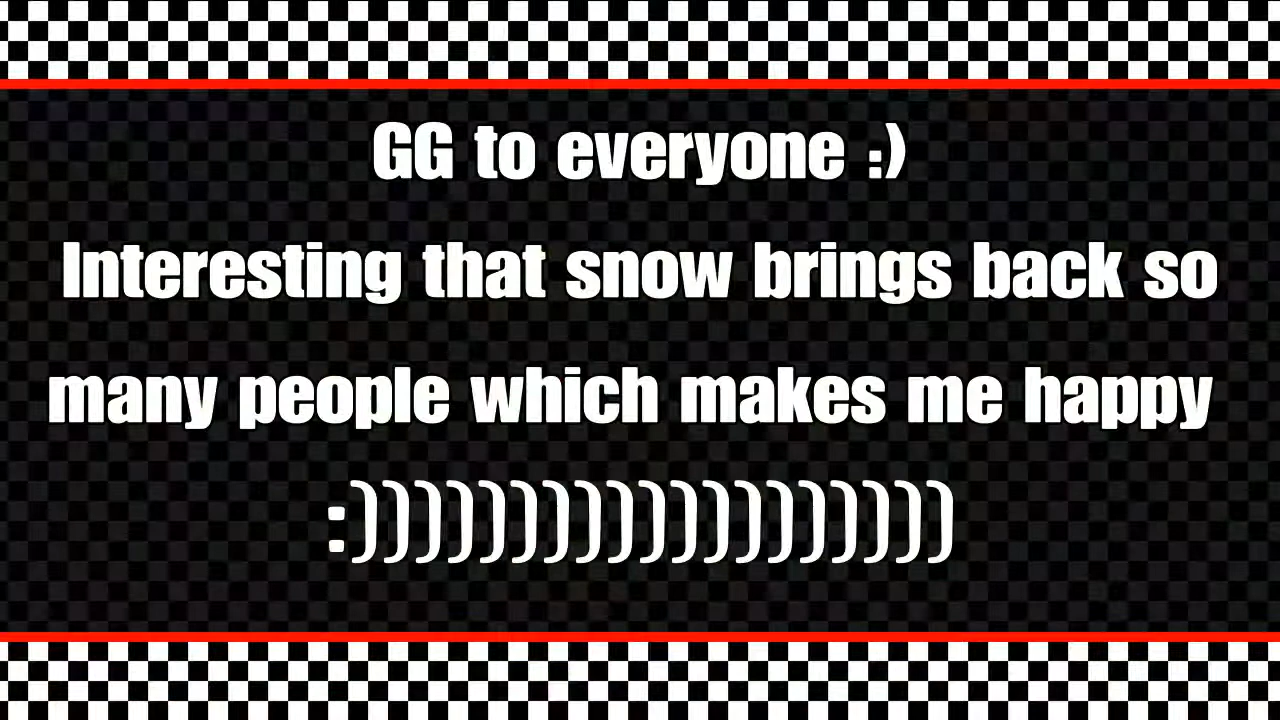 GG to everyone :)
Interesting that snow brings back so
many people which makes me happy
:)))))))))))))))))))